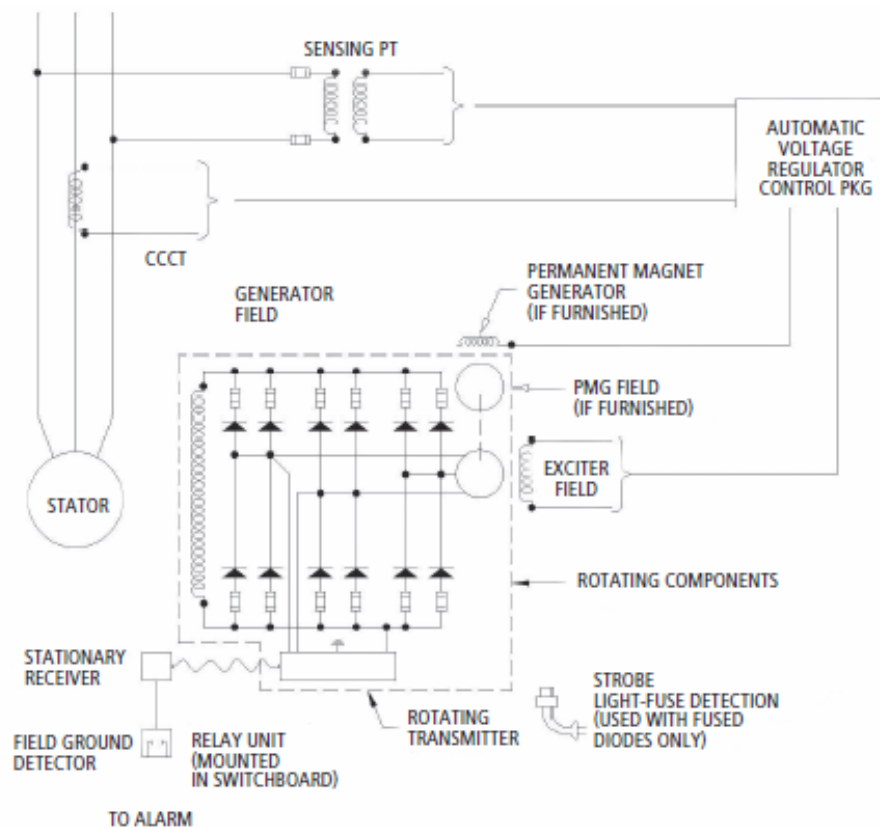 SENSING PT
AUTOMATIC
VOLTAGE
REGULATOR
CONTROL PKG
CCCT
GENERATOR
FIELD
PERMANENT MAGNET
GENERATOR
(IF FURNISHED)
PMG FIELD
(IF FURNISHED)
EXCITER
FIELD
STATOR
ROTATING COMPONENTS
STATIONARY
RECEIVER
ROTATING
TRANSMITTER
STROBE
LIGHT-FUSE DETECTION
(USED WITH FUSED
DIODES ONLY)
FIELD GROUND
DETECTOR
RELAY UNIT
(MOUNTED
IN SWITCHBOARD)
TO ALARM